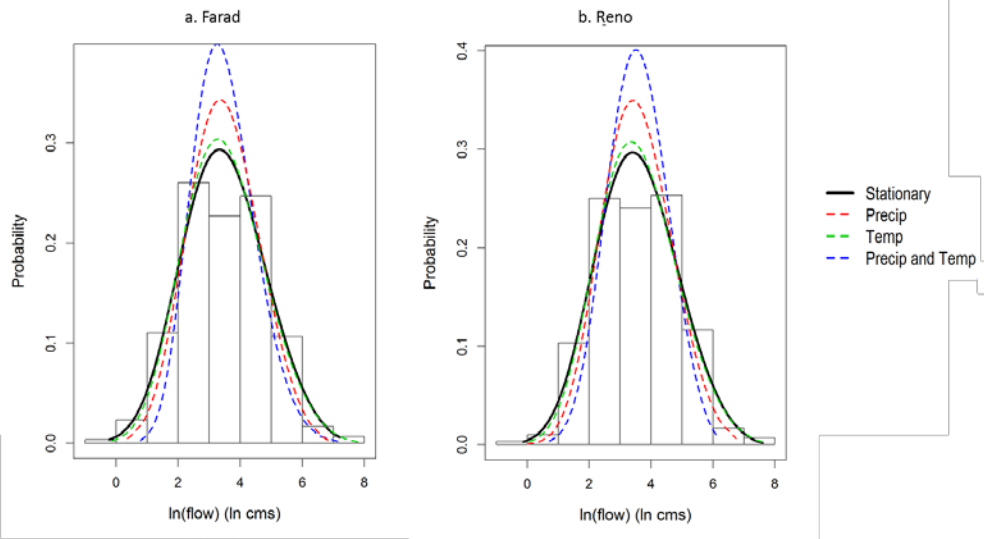 a. Farad
b. Reno
0.4
0.3
0.2
0.1
0.0
Probability
0 2 4 6 8
ln(flow) (ln cms)
0.3
0.2
0.1
0.0
Probability
0 2 4 6 8
ln(flow) (ln cms)
Stationary
Precip
Temp
Precip and Temp